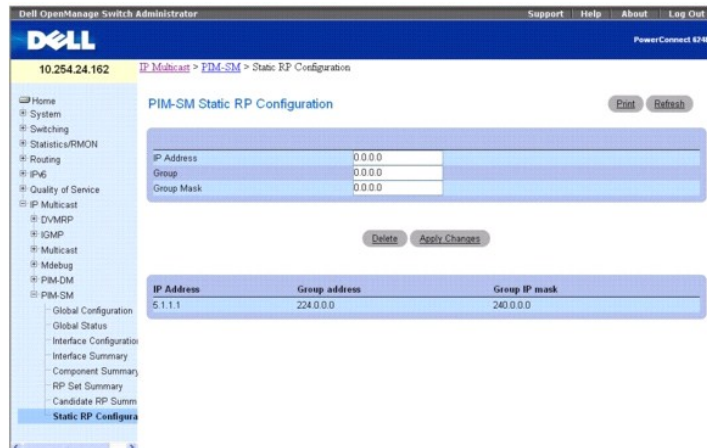 Dell OpenManage Switch Administrator
Support Help About Log Out
DELL
PowerConnect 624
10.254.24.162
IP Multicast > PIM-SM > Static RP Configuration
Home
System
Switching
Statistics/RMON
Routing
IPv6
Quality of Service
IP Multicast
DVMRP
IGMP
Multicast
Mdebug
PIM-DM
PIM-SM
Global Configuration
Global Status
Interface Configuration
Interface Summary
Component Summary
RP Set Summary
Candidate RP Summ
Static RP Configura
PIM-SM Static RP Configuration
Print Refresh
IP Address 0.0.0.0
Group 0.0.0.0
Group Mask 0.0.0.0
Delete Apply Changes
IP Address Group address Group IP mask
5.1.1.1 224.0.0.0 240.0.0.0